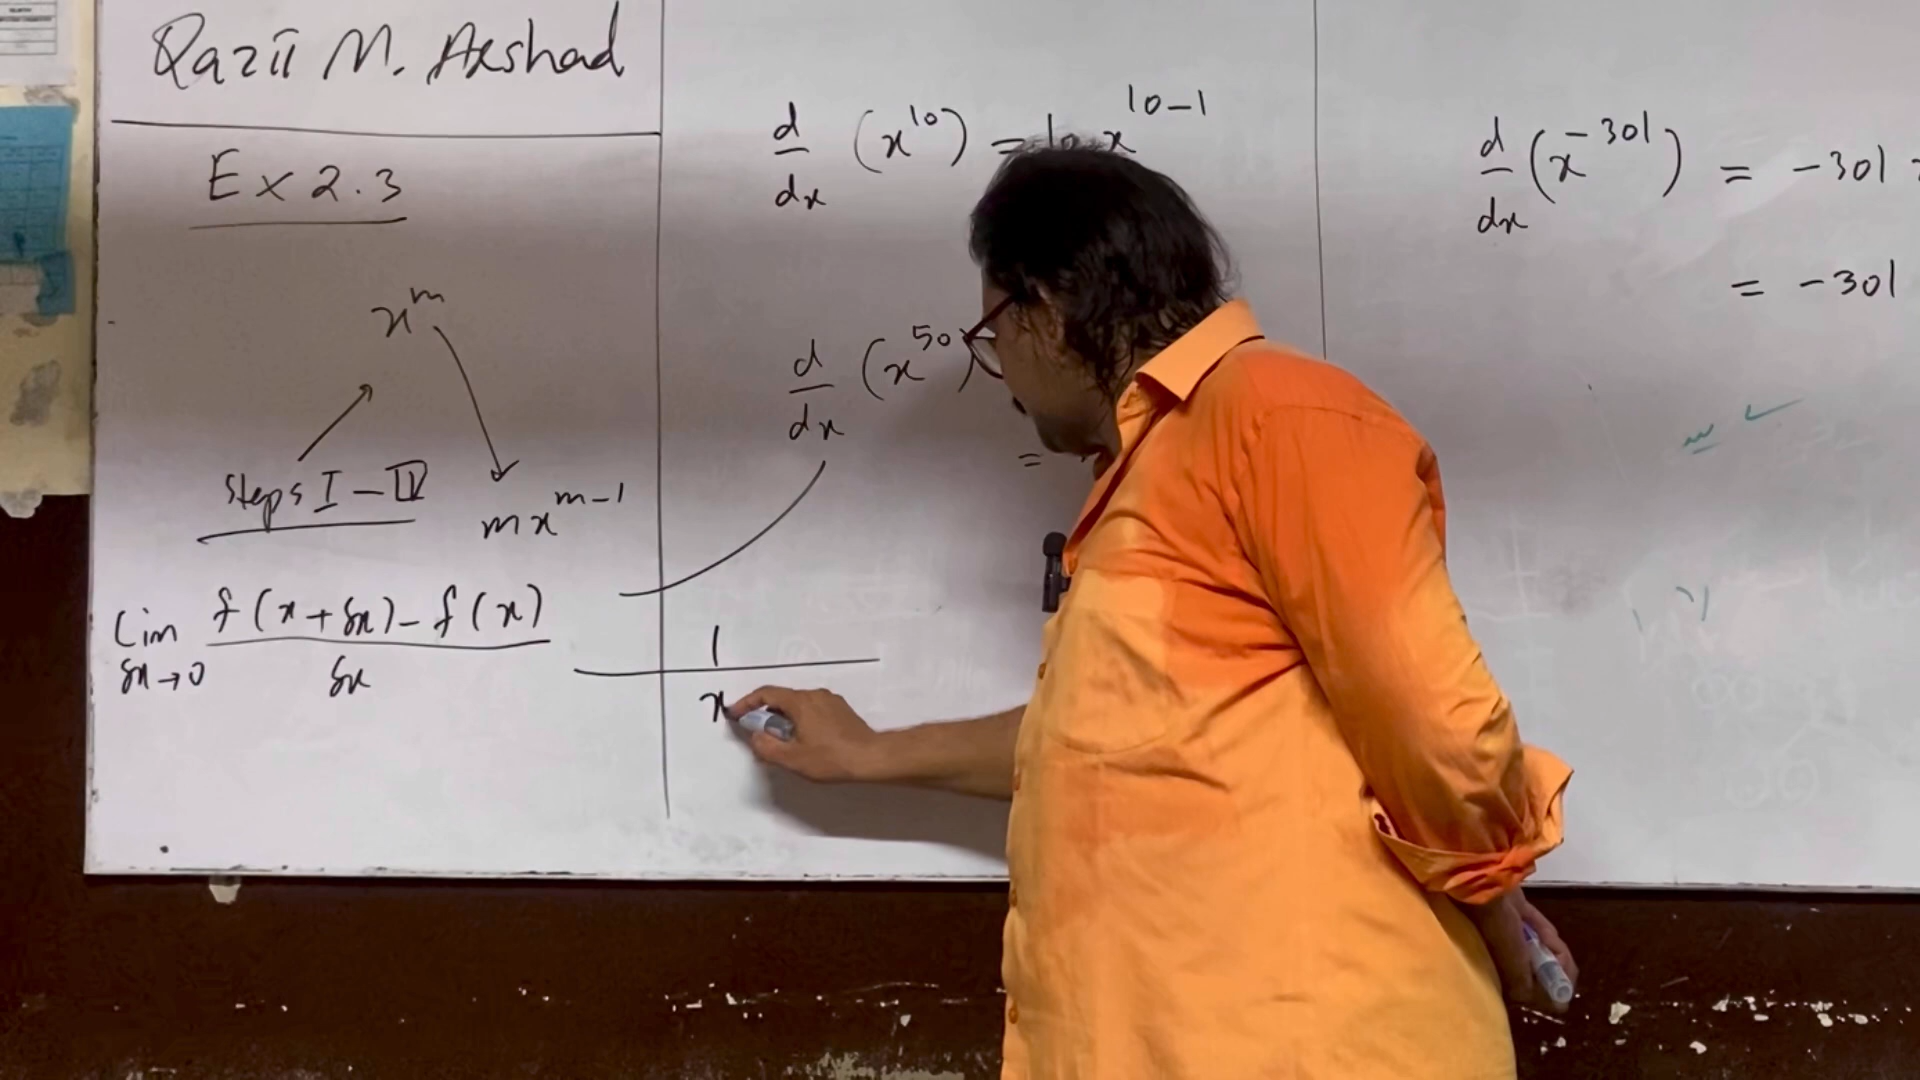 Qazii M. Arshad
Ex 2.3
x^m
Steps I – IV
mx^{m-1}
Lim δx→0 f(x+δx) – f(x) / δx
d/dx (x^{10}) = 10 x^{10-1}
d/dx (x^{50})
=
1/x
d/dx (x^{-301}) = -301
= -301